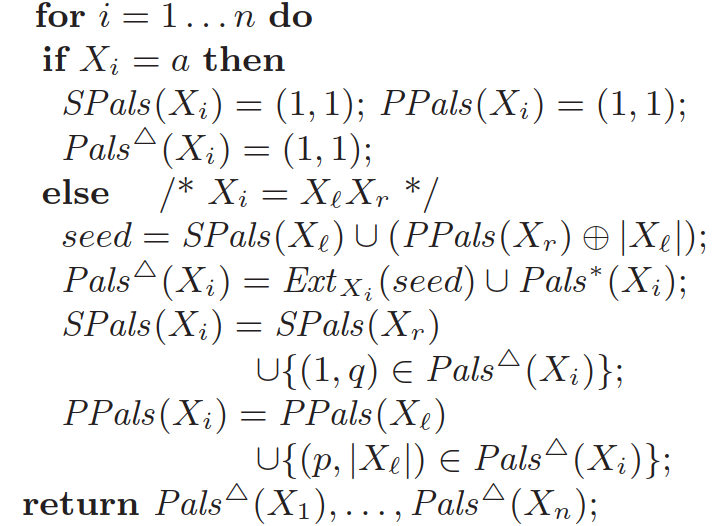 for i = 1 . . . n do
if X_i = a then
SPals(X_i) = (1, 1); PPals(X_i) = (1, 1);
Pals^△(X_i) = (1, 1);
else /* X_i = X_ℓX_r */
seed = SPals(X_ℓ) ∪ (PPals(X_r) ⊕ |X_ℓ|);
Pals^△(X_i) = Ext_{X_i}(seed) ∪ Pals^*(X_i);
SPals(X_i) = SPals(X_r)
∪{(1, q) ∈ Pals^△(X_i)};
PPals(X_i) = PPals(X_ℓ)
∪{(p, |X_ℓ|) ∈ Pals^△(X_i)};
return Pals^△(X_1), . . . , Pals^△(X_n);